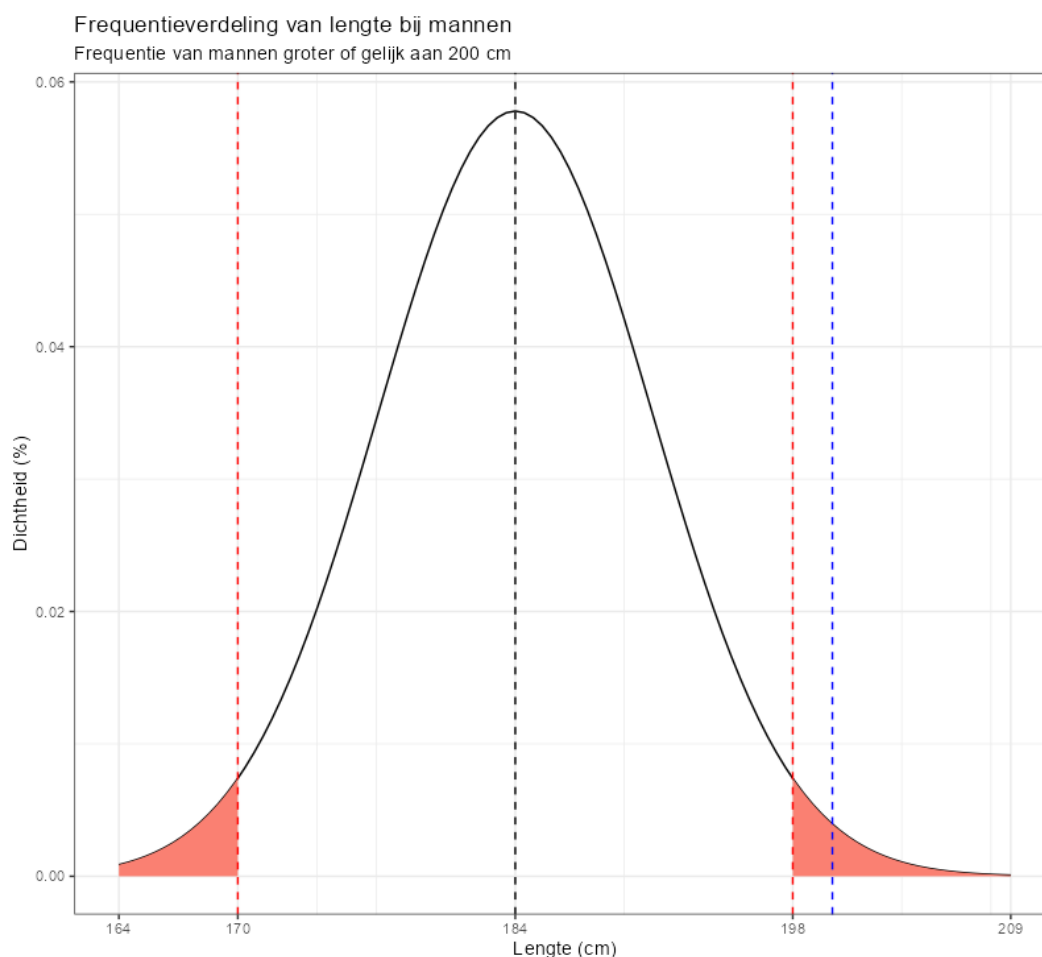 Frequentieverdeling van lengte bij mannen
Frequentie van mannen groter of gelijk aan 200 cm
0.06
0.04
0.02
0.00
Dichtheid (%)
164 170 184 198 209
Lengte (cm)